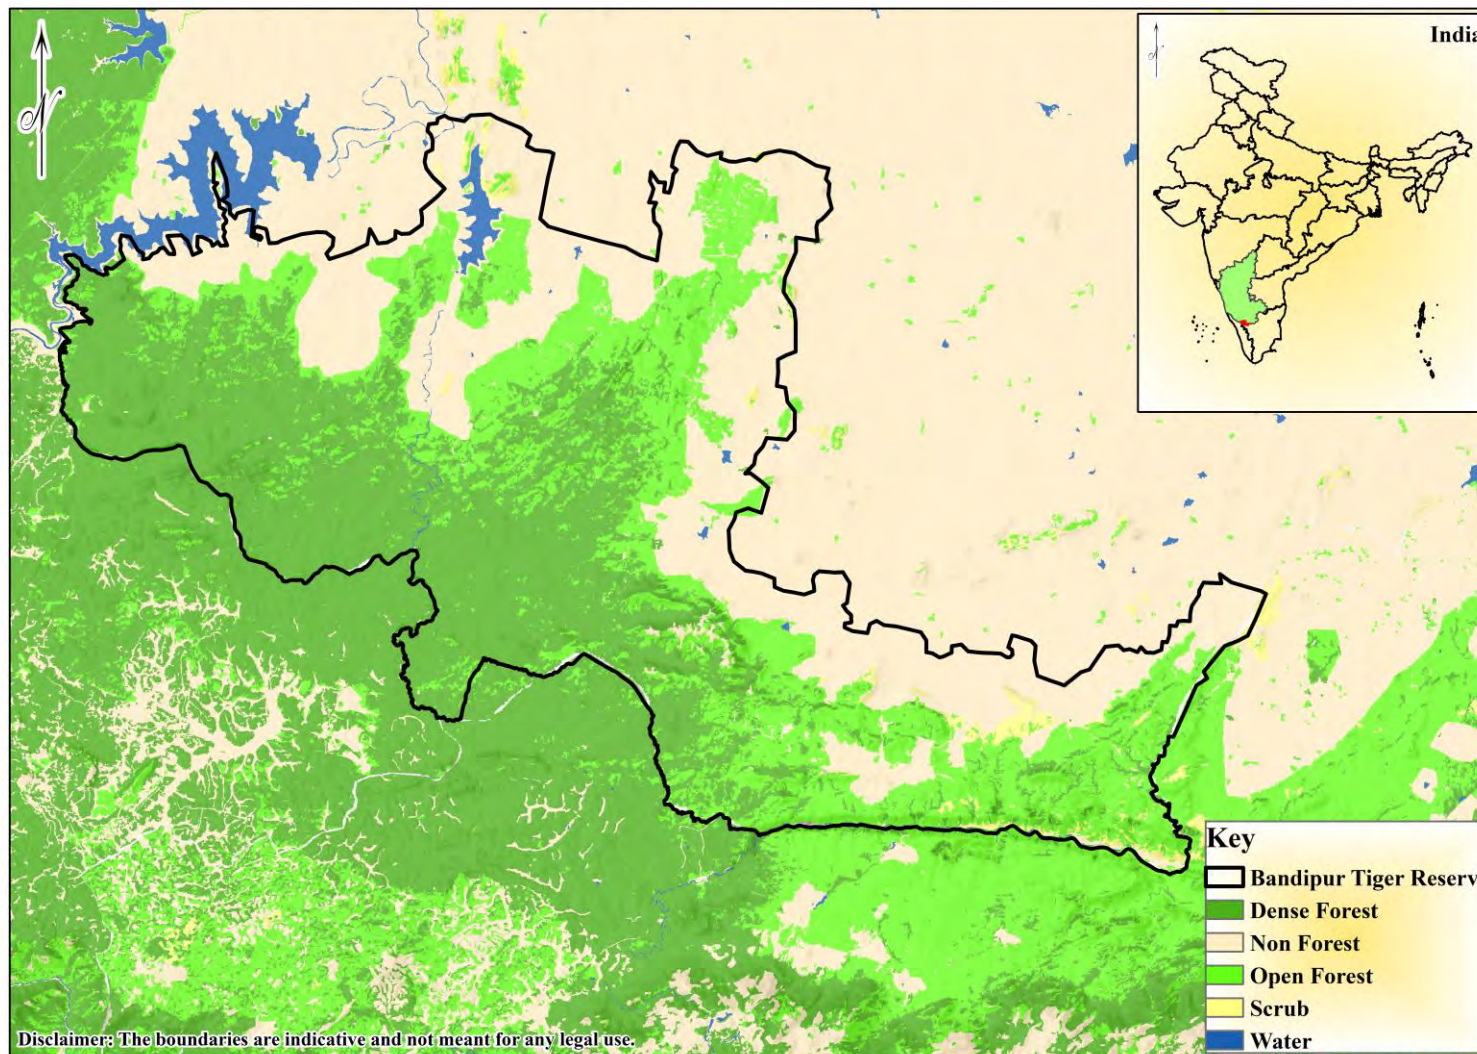 N
N
India
Key
Bandipur Tiger Reserv
Dense Forest
Non Forest
Open Forest
Scrub
Water
Disclaimer: The boundaries are indicative and not meant for any legal use.